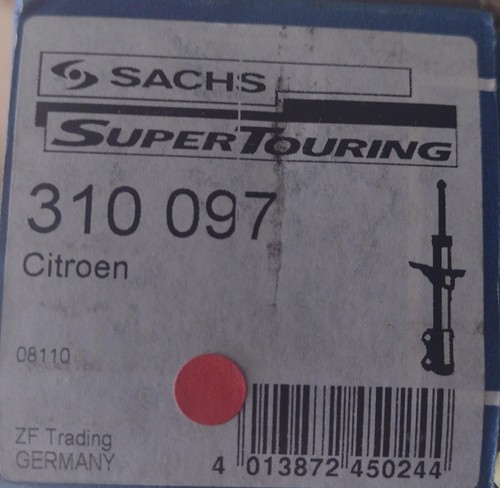 SACHS
SUPERTOURING
310 097
Citroen
08110
ZF Trading
GERMANY
4 013872 450244